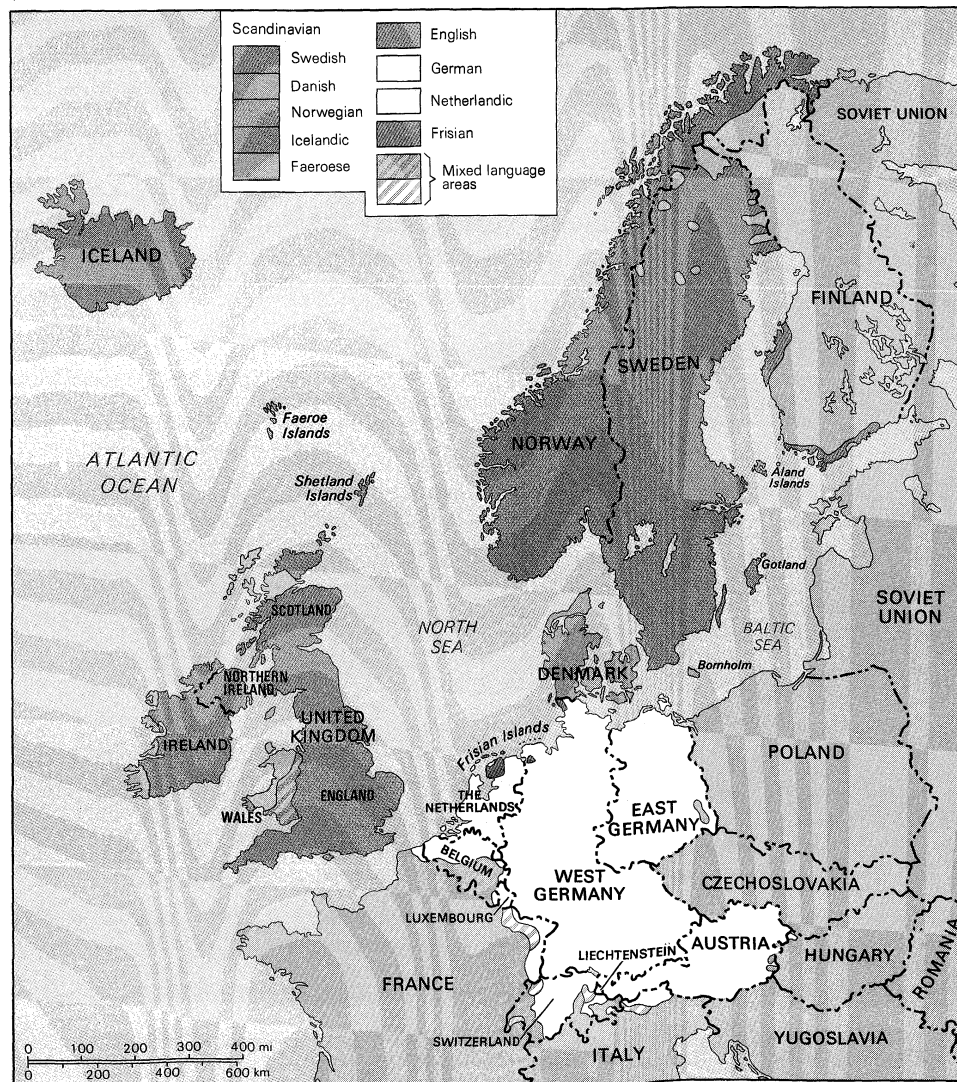 Scandinavian
Swedish
Danish
Norwegian
Icelandic
Faeroese
English
German
Netherlandic
Frisian
Mixed language
areas
SOVIET UNION
ICELAND
FINLAND
SWEDEN
NORWAY
Faeroe
Islands
ATLANTIC
OCEAN
Shetland
Islands
Åland
Islands
Gotland
SOVIET
UNION
SCOTLAND
NORTH
SEA
BALTIC
SEA
Bornholm
DENMARK
NORTHERN
IRELAND
UNITED
KINGDOM
IRELAND
Frisian Islands
POLAND
ENGLAND
WALES
THE
NETHERLANDS
EAST
GERMANY
BELGIUM
WEST
GERMANY
CZECHOSLOVAKIA
LUXEMBOURG
LIECHTENSTEIN
AUSTRIA
HUNGARY
ROMANIA
FRANCE
SWITZERLAND
ITALY
YUGOSLAVIA
0 100 200 300 400 mi
0 200 400 600 km